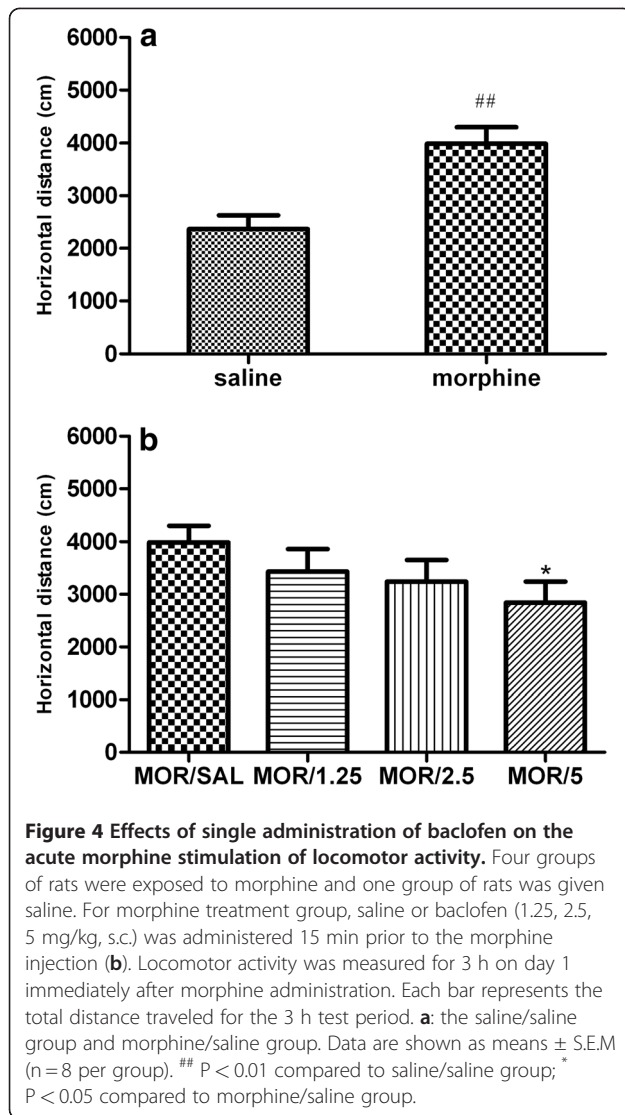 a
6000
5000
4000
3000
2000
1000
0
Horizontal distance (cm)
##
saline morphine
b
6000
5000
4000
3000
2000
1000
0
Horizontal distance (cm)
*
MOR/SAL MOR/1.25 MOR/2.5 MOR/5
Figure 4 Effects of single administration of baclofen on the
acute morphine stimulation of locomotor activity. Four groups
of rats were exposed to morphine and one group of rats was given
saline. For morphine treatment group, saline or baclofen (1.25, 2.5,
5 mg/kg, s.c.) was administered 15 min prior to the morphine
injection (b). Locomotor activity was measured for 3 h on day 1
immediately after morphine administration. Each bar represents the
total distance traveled for the 3 h test period. a: the saline/saline
group and morphine/saline group. Data are shown as means ± S.E.M
(n = 8 per group). ## P < 0.01 compared to saline/saline group; *
P < 0.05 compared to morphine/saline group.